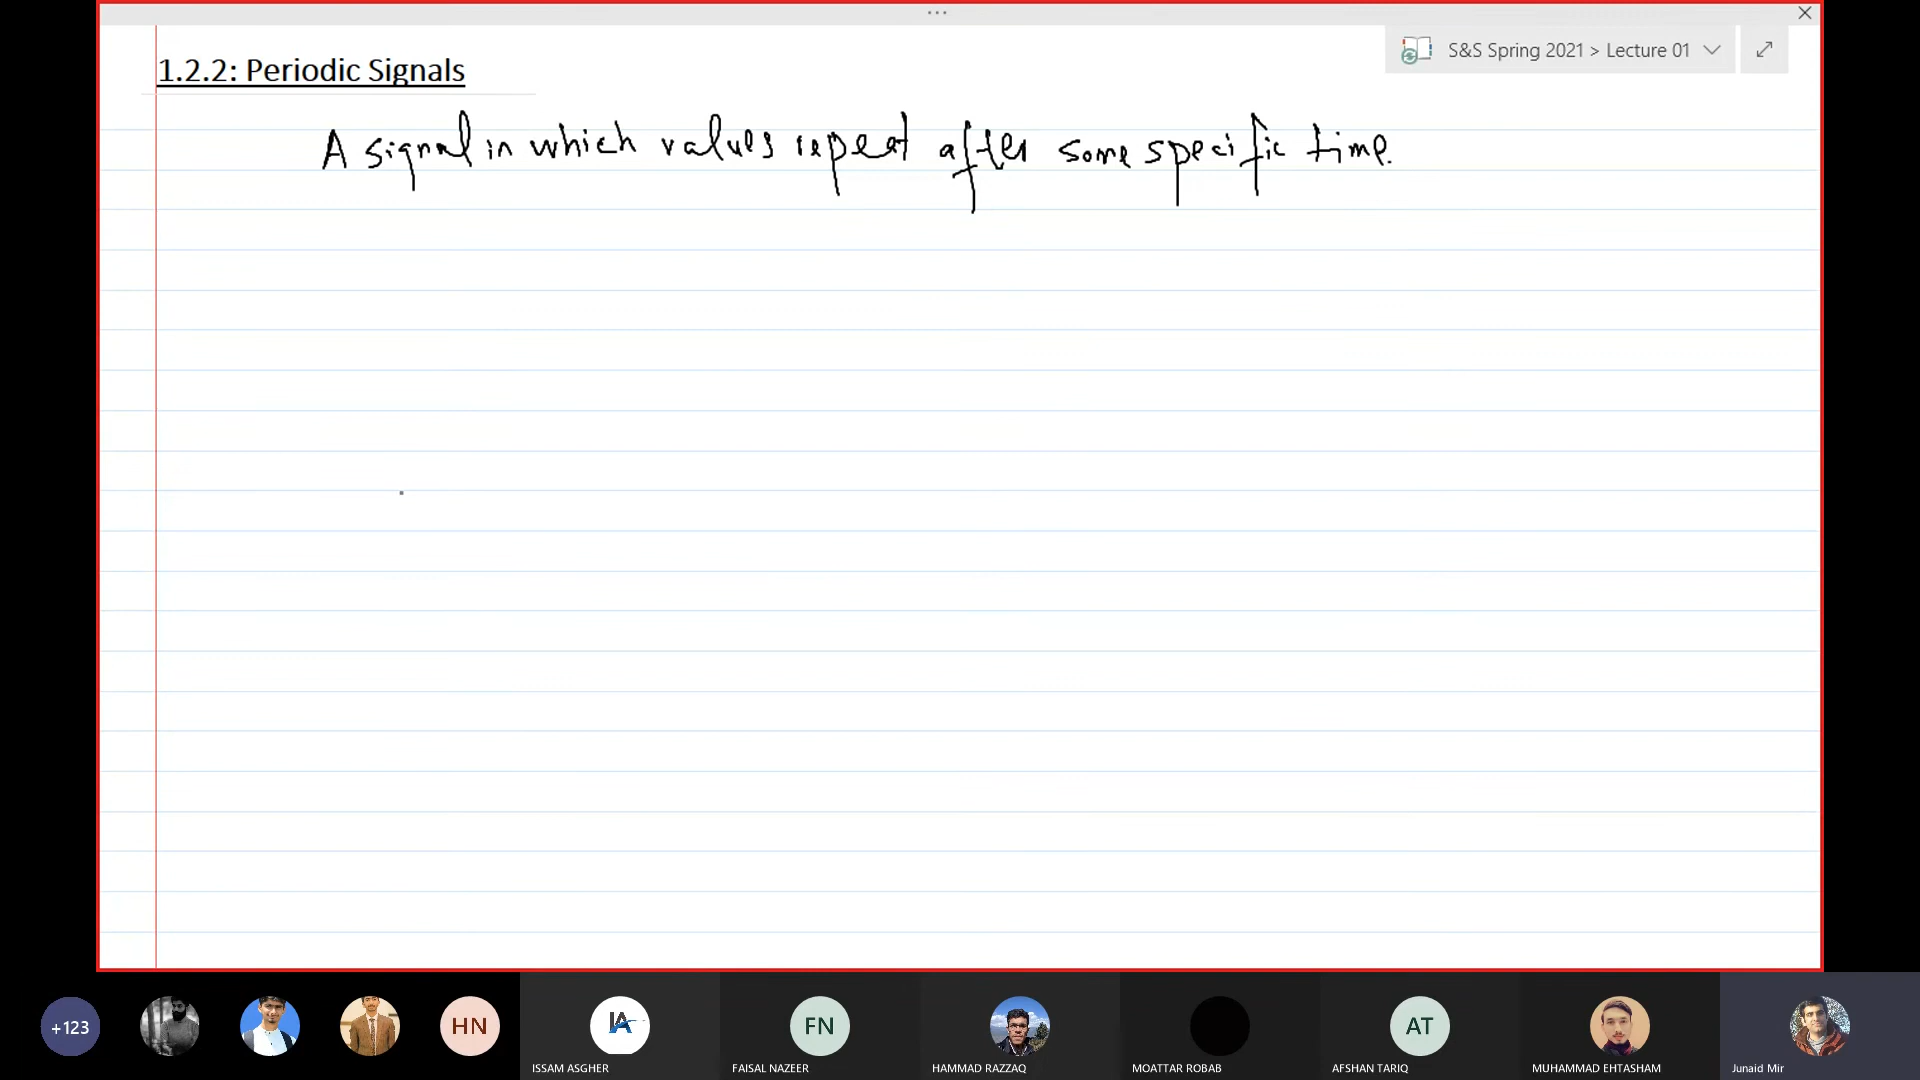 S&S Spring 2021 > Lecture 01
1.2.2: Periodic Signals
A signal in which values repeat after some specific time.
+123
HN
IA
FN
AT
ISSAM ASGHER
FAISAL NAZEER
HAMMAD RAZZAQ
MOATTAR ROBAB
AFSHAN TARIQ
MUHAMMAD EHTASHAM
Junaid Mir